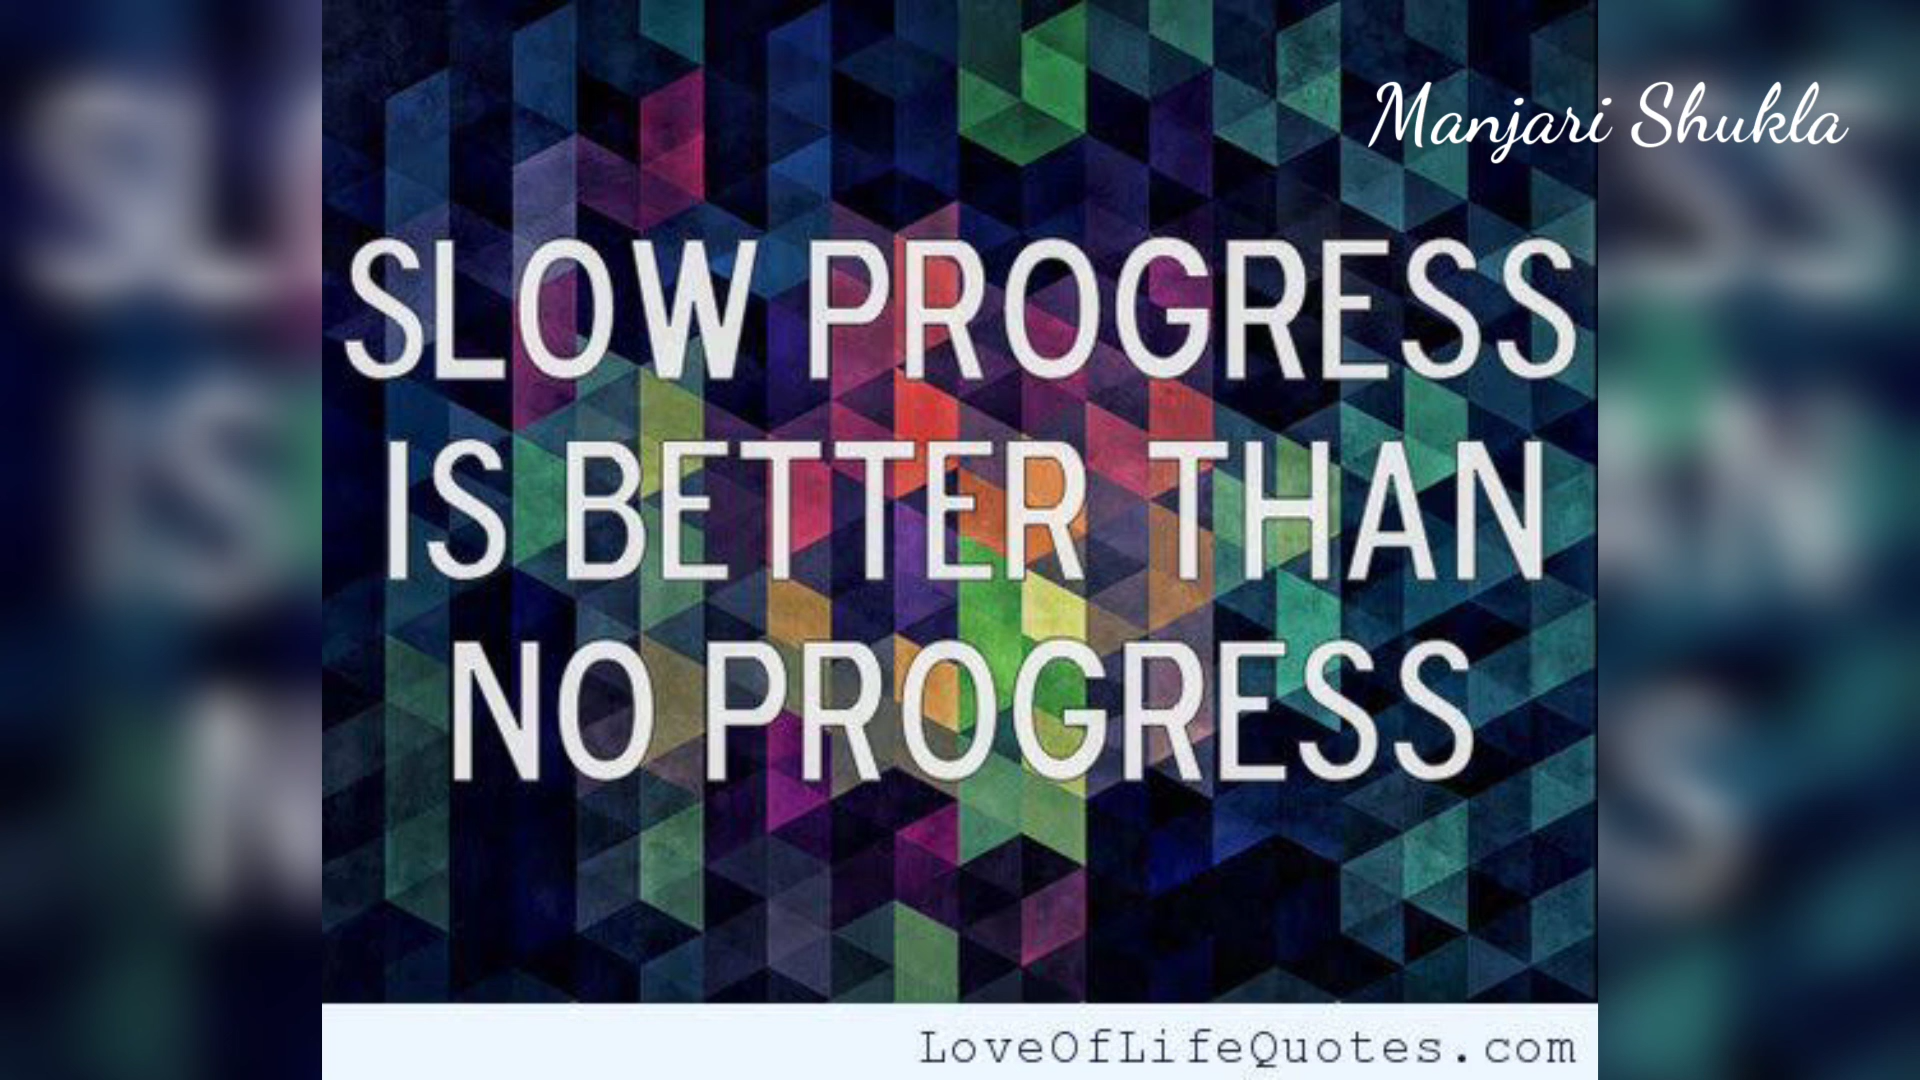 Manjari Shukla
SLOW PROGRESS
IS BETTER THAN
NO PROGRESS
LoveOfLifeQuotes.com